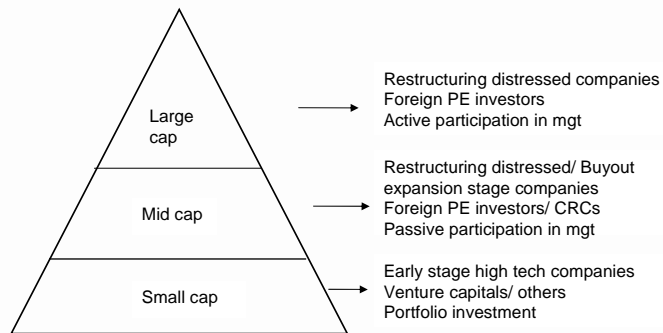 Large
cap
Restructuring distressed companies
Foreign PE investors
Active participation in mgt
Mid cap
Restructuring distressed/ Buyout
expansion stage companies
Foreign PE investors/ CRCs
Passive participation in mgt
Small cap
Early stage high tech companies
Venture capitals/ others
Portfolio investment